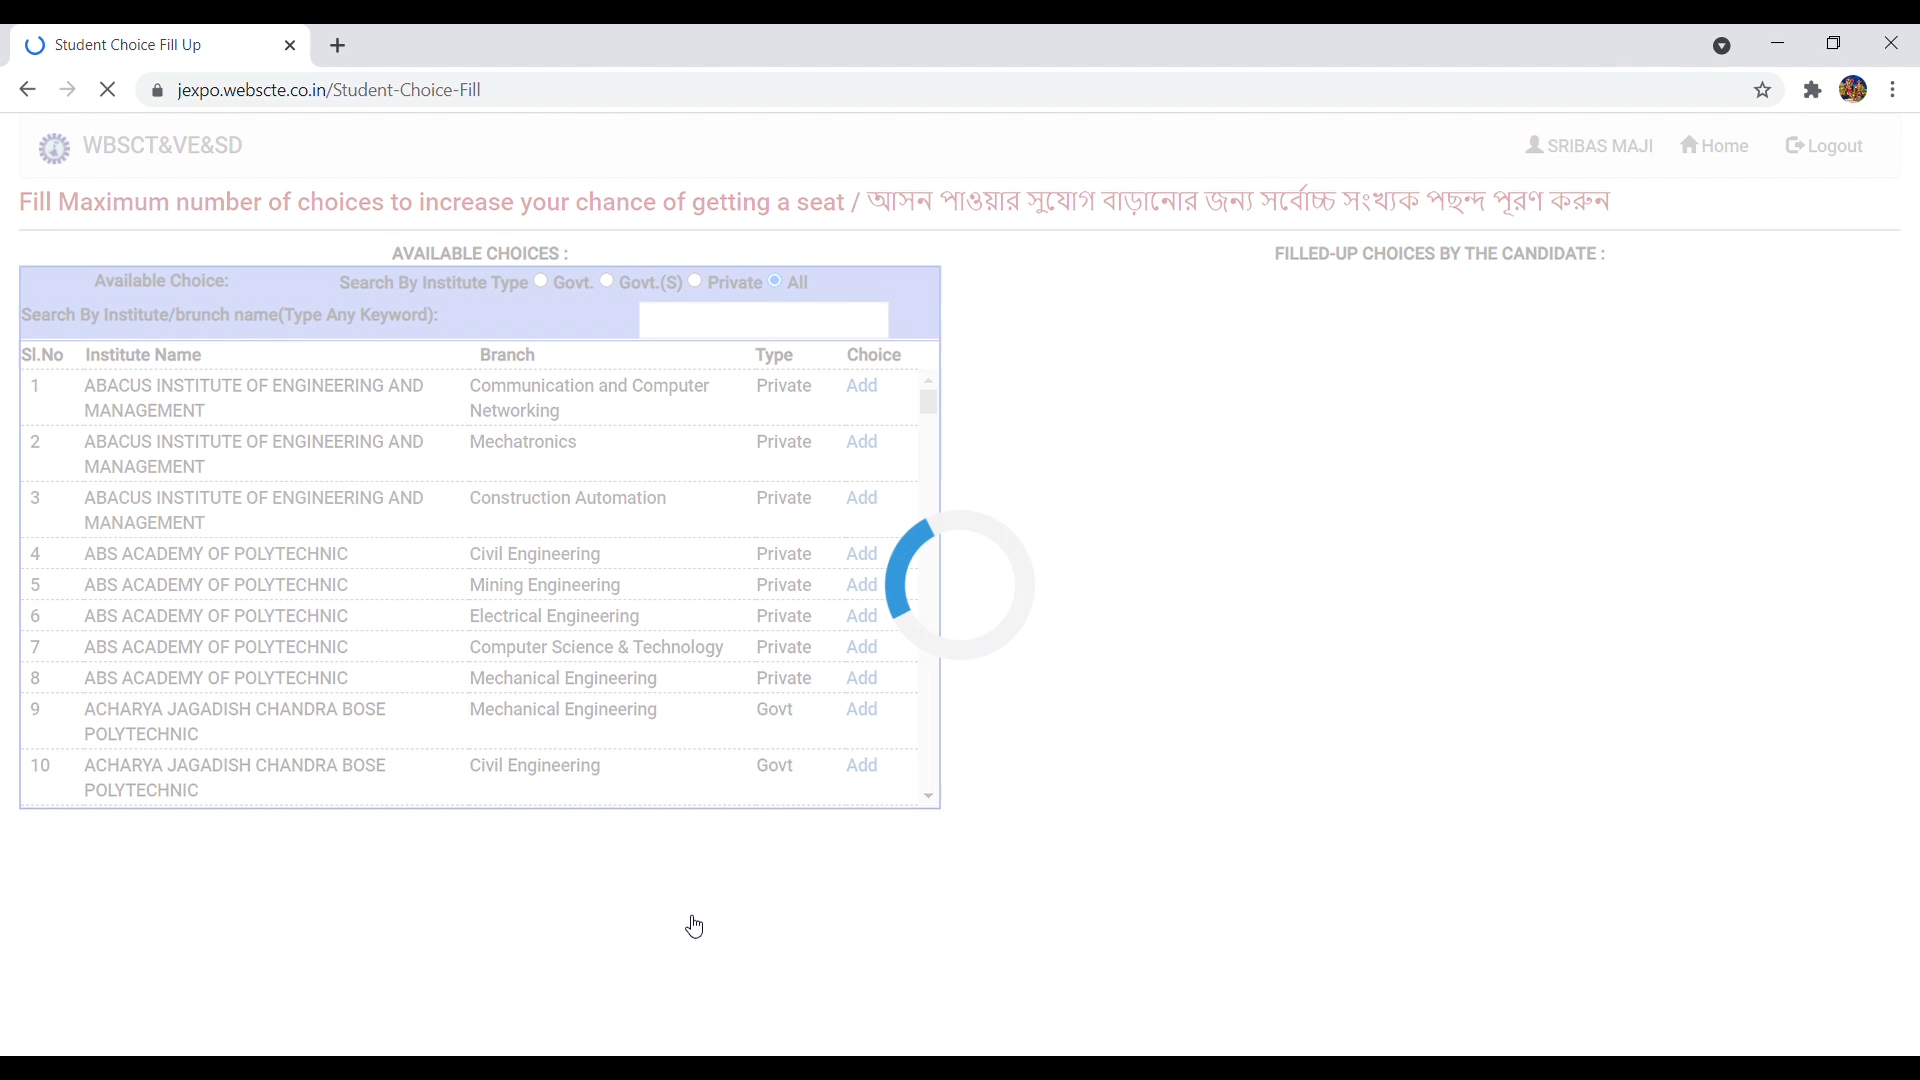 Student Choice Fill Up
jexpo.webscte.co.in/Student-Choice-Fill
WBSCT&VE&SD
SRIBAS MAJI Home Logout
Fill Maximum number of choices to increase your chance of getting a seat / আসন পাওয়ার সুযোগ বাড়ানোর জন্য সর্বোচ্চ সংখ্যক পছন্দ পূরণ করুন
AVAILABLE CHOICES : FILLED-UP CHOICES BY THE CANDIDATE :
Available Choice: Search By Institute Type Govt. Govt.(S) Private All
Search By Institute/brunch name(Type Any Keyword):
Sl.No Institute Name Branch Type Choice
1 ABACUS INSTITUTE OF ENGINEERING AND Communication and Computer Private Add
MANAGEMENT Networking
2 ABACUS INSTITUTE OF ENGINEERING AND Mechatronics Private Add
MANAGEMENT
3 ABACUS INSTITUTE OF ENGINEERING AND Construction Automation Private Add
MANAGEMENT
4 ABS ACADEMY OF POLYTECHNIC Civil Engineering Private Add
5 ABS ACADEMY OF POLYTECHNIC Mining Engineering Private Add
6 ABS ACADEMY OF POLYTECHNIC Electrical Engineering Private Add
7 ABS ACADEMY OF POLYTECHNIC Computer Science & Technology Private Add
8 ABS ACADEMY OF POLYTECHNIC Mechanical Engineering Private Add
9 ACHARYA JAGADISH CHANDRA BOSE Mechanical Engineering Govt Add
POLYTECHNIC
10 ACHARYA JAGADISH CHANDRA BOSE Civil Engineering Govt Add
POLYTECHNIC